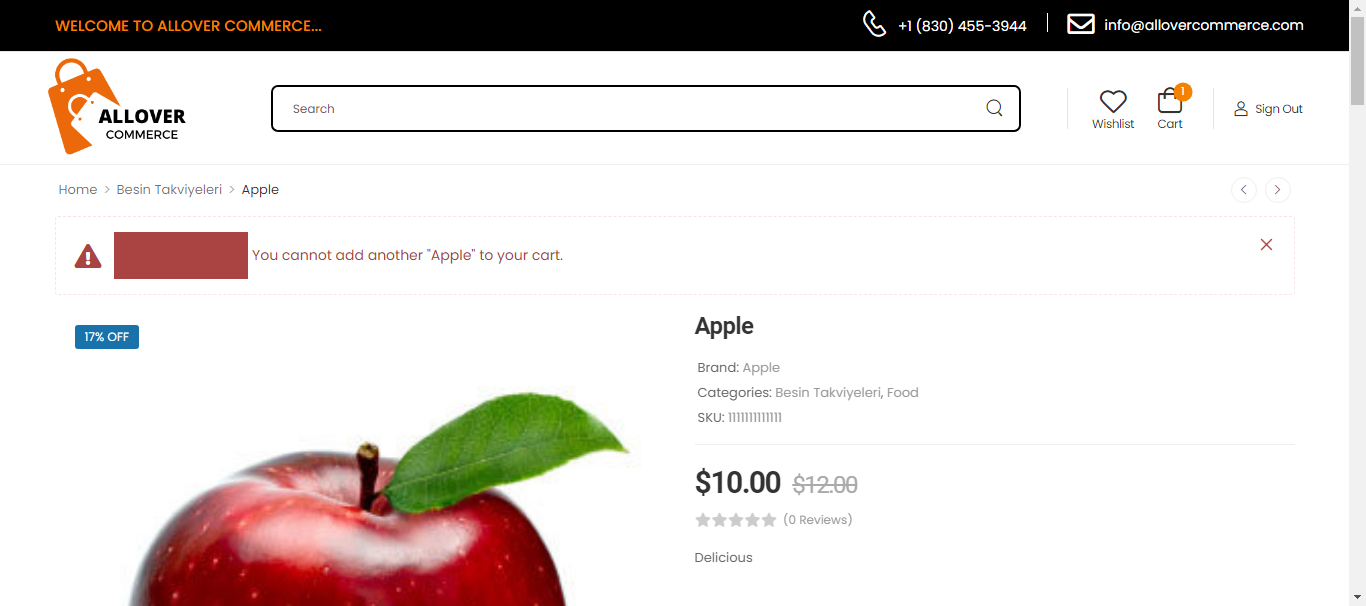 WELCOME TO ALLOVER COMMERCE...
+1 (830) 455-3944
info@allovercommerce.com
ALLOVER
COMMERCE
Search
Wishlist
1
Cart
Sign Out
Home > Besin Takviyeleri > Apple
You cannot add another "Apple" to your cart.
17% OFF
Apple
Brand: Apple
Categories: Besin Takviyeleri, Food
$10.00 $12.00
(0 Reviews)
Delicious